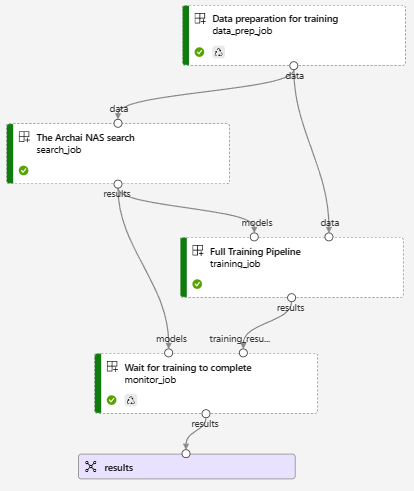 Data preparation for training
data_prep_job
data
data
The Archai NAS search
search_job
results
models
data
Full Training Pipeline
training_job
results
models
training_resu...
Wait for training to complete
monitor_job
results
results